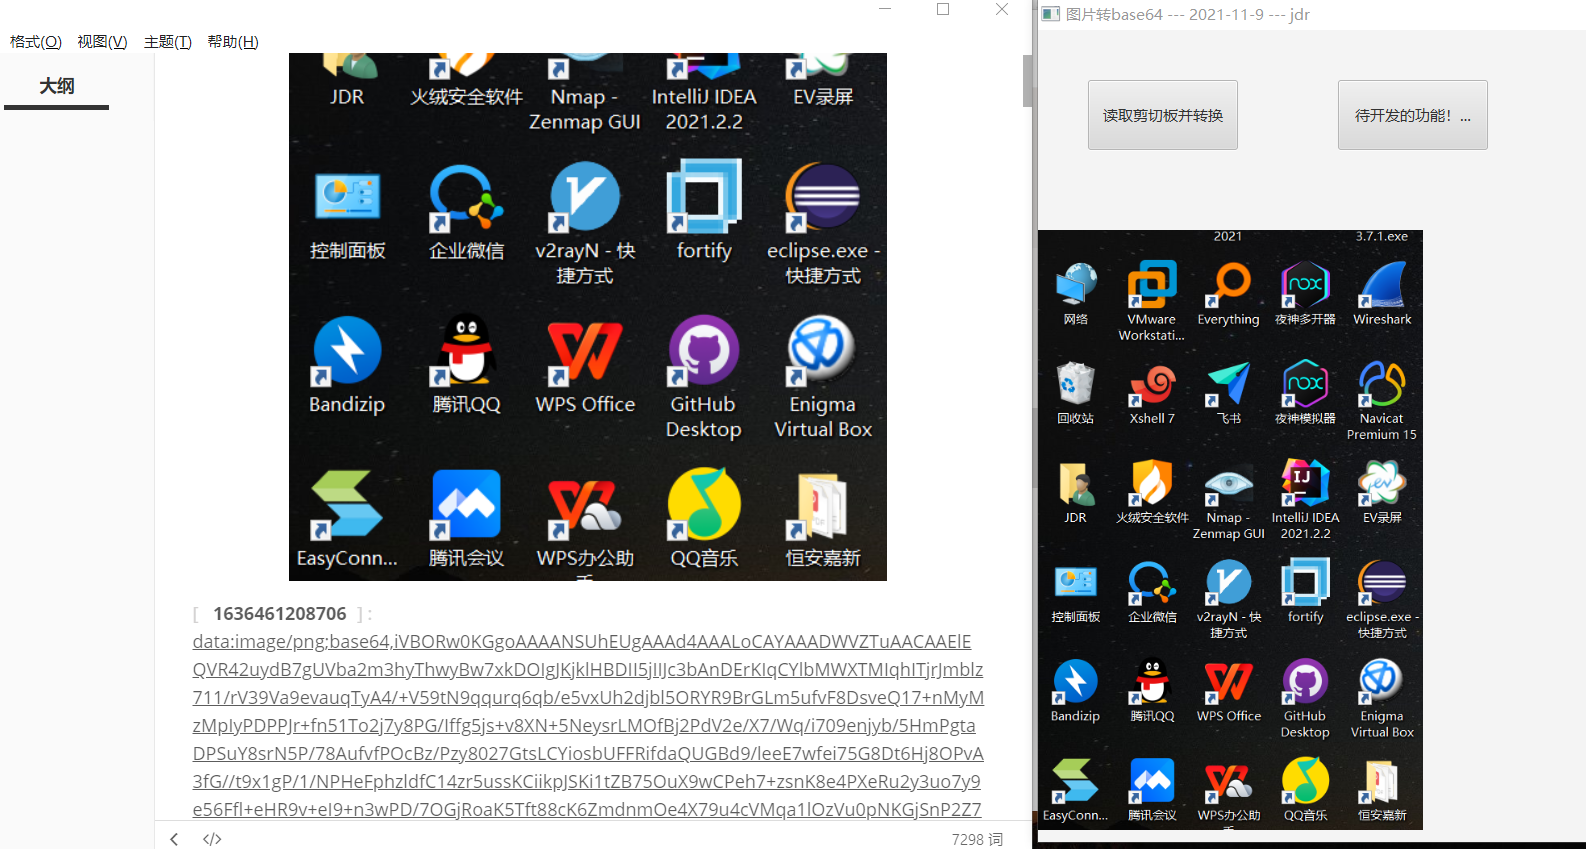 格式(O) 视图(V) 主题(T) 帮助(H)
大纲
JDR 火绒安全软件 Nmap - IntelliJ IDEA EV录屏
Zenmap GUI 2021.2.2
控制面板 企业微信 v2rayN - 快 fortify eclipse.exe -
捷方式 快捷方式
Bandizip 腾讯QQ WPS Office GitHub Enigma
Desktop Virtual Box
EasyConn... 腾讯会议 WPS办公助 QQ音乐 恒安嘉新
[ 1636461208706 ] :
data:image/png;base64,iVBORw0KGgoAAAANSUhEUgAAAd4AAALoCAYAAADWVZTuAACAAElE
QVR42uydB7gUVba2m3hyThwyBw7xkDOIgJKjklHBDII5jIIJc3bAnDErKIqCYlbMWXTMIqhITjrJmblz
711/rV39Va9evauqTyA4/+V59tN9qqurq6qb/e5vxUh2djbl5ORYR9BrGLm5ufvF8DsveQ17+nMyM
zMpIyPDPPJr+fn51To2j7y8PG/Iffg5js+v8XN+5NeysrLMOfBj2PdV2e/X7/Wq/i709enjyb/5HmPgta
DPSuY8srN5P/78AufvfPOcBz/Pzy8027GtsLCYiosbUFFRifdaQUGBd9/leeE7wfei75G8Dt6Hj8OPvA
3fG//t9x1gP/1/NPHeFphzldfC14zr5ussKCiikpJSKi1tZB75OuX9wCPeh7+zsnK8e4PXeRu2y3uo7y9
e56FfI+eHR9v+eI9+n3wPD/7OGjRoaK5Tft88cK6ZmdnmOe4X79u4cVMqa1lOzVu0pNKGjSnP2Z7
7298 词
图片转base64 --- 2021-11-9 --- jdr
读取剪切板并转换 待开发的功能！...
2021 3.7.1.exe
网络 VMware Everything 夜神多开器 Wireshark
Workstati...
回收站 Xshell 7 飞书 夜神模拟器 Navicat
Premium 15
JDR 火绒安全软件 Nmap - IntelliJ IDEA EV录屏
Zenmap GUI 2021.2.2
控制面板 企业微信 v2rayN - 快 fortify eclipse.exe -
捷方式 快捷方式
Bandizip 腾讯QQ WPS Office GitHub Enigma
Desktop Virtual Box
EasyConn... 腾讯会议 WPS办公助 QQ音乐 恒安嘉新